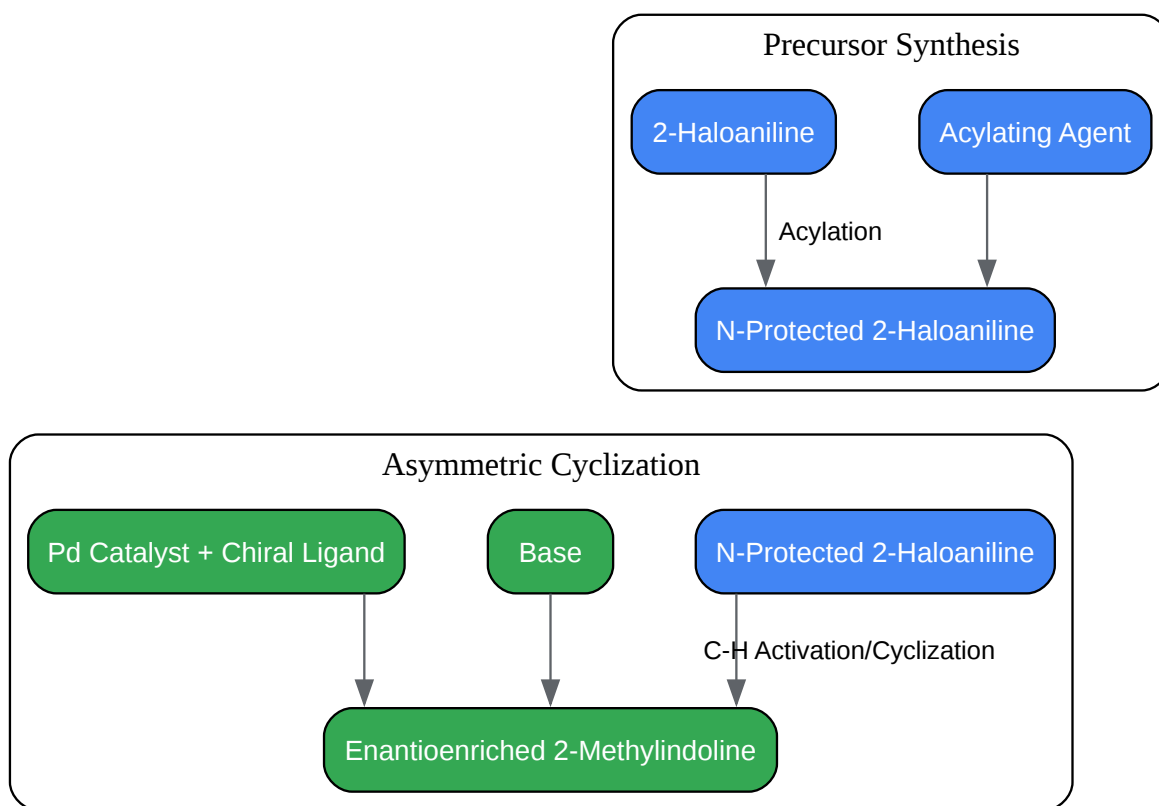 Precursor Synthesis
2-Haloaniline
Acylating Agent
Acylation
N-Protected 2-Haloaniline
Asymmetric Cyclization
Pd Catalyst + Chiral Ligand
Base
N-Protected 2-Haloaniline
C-H Activation/Cyclization
Enantioenriched 2-Methylindoline